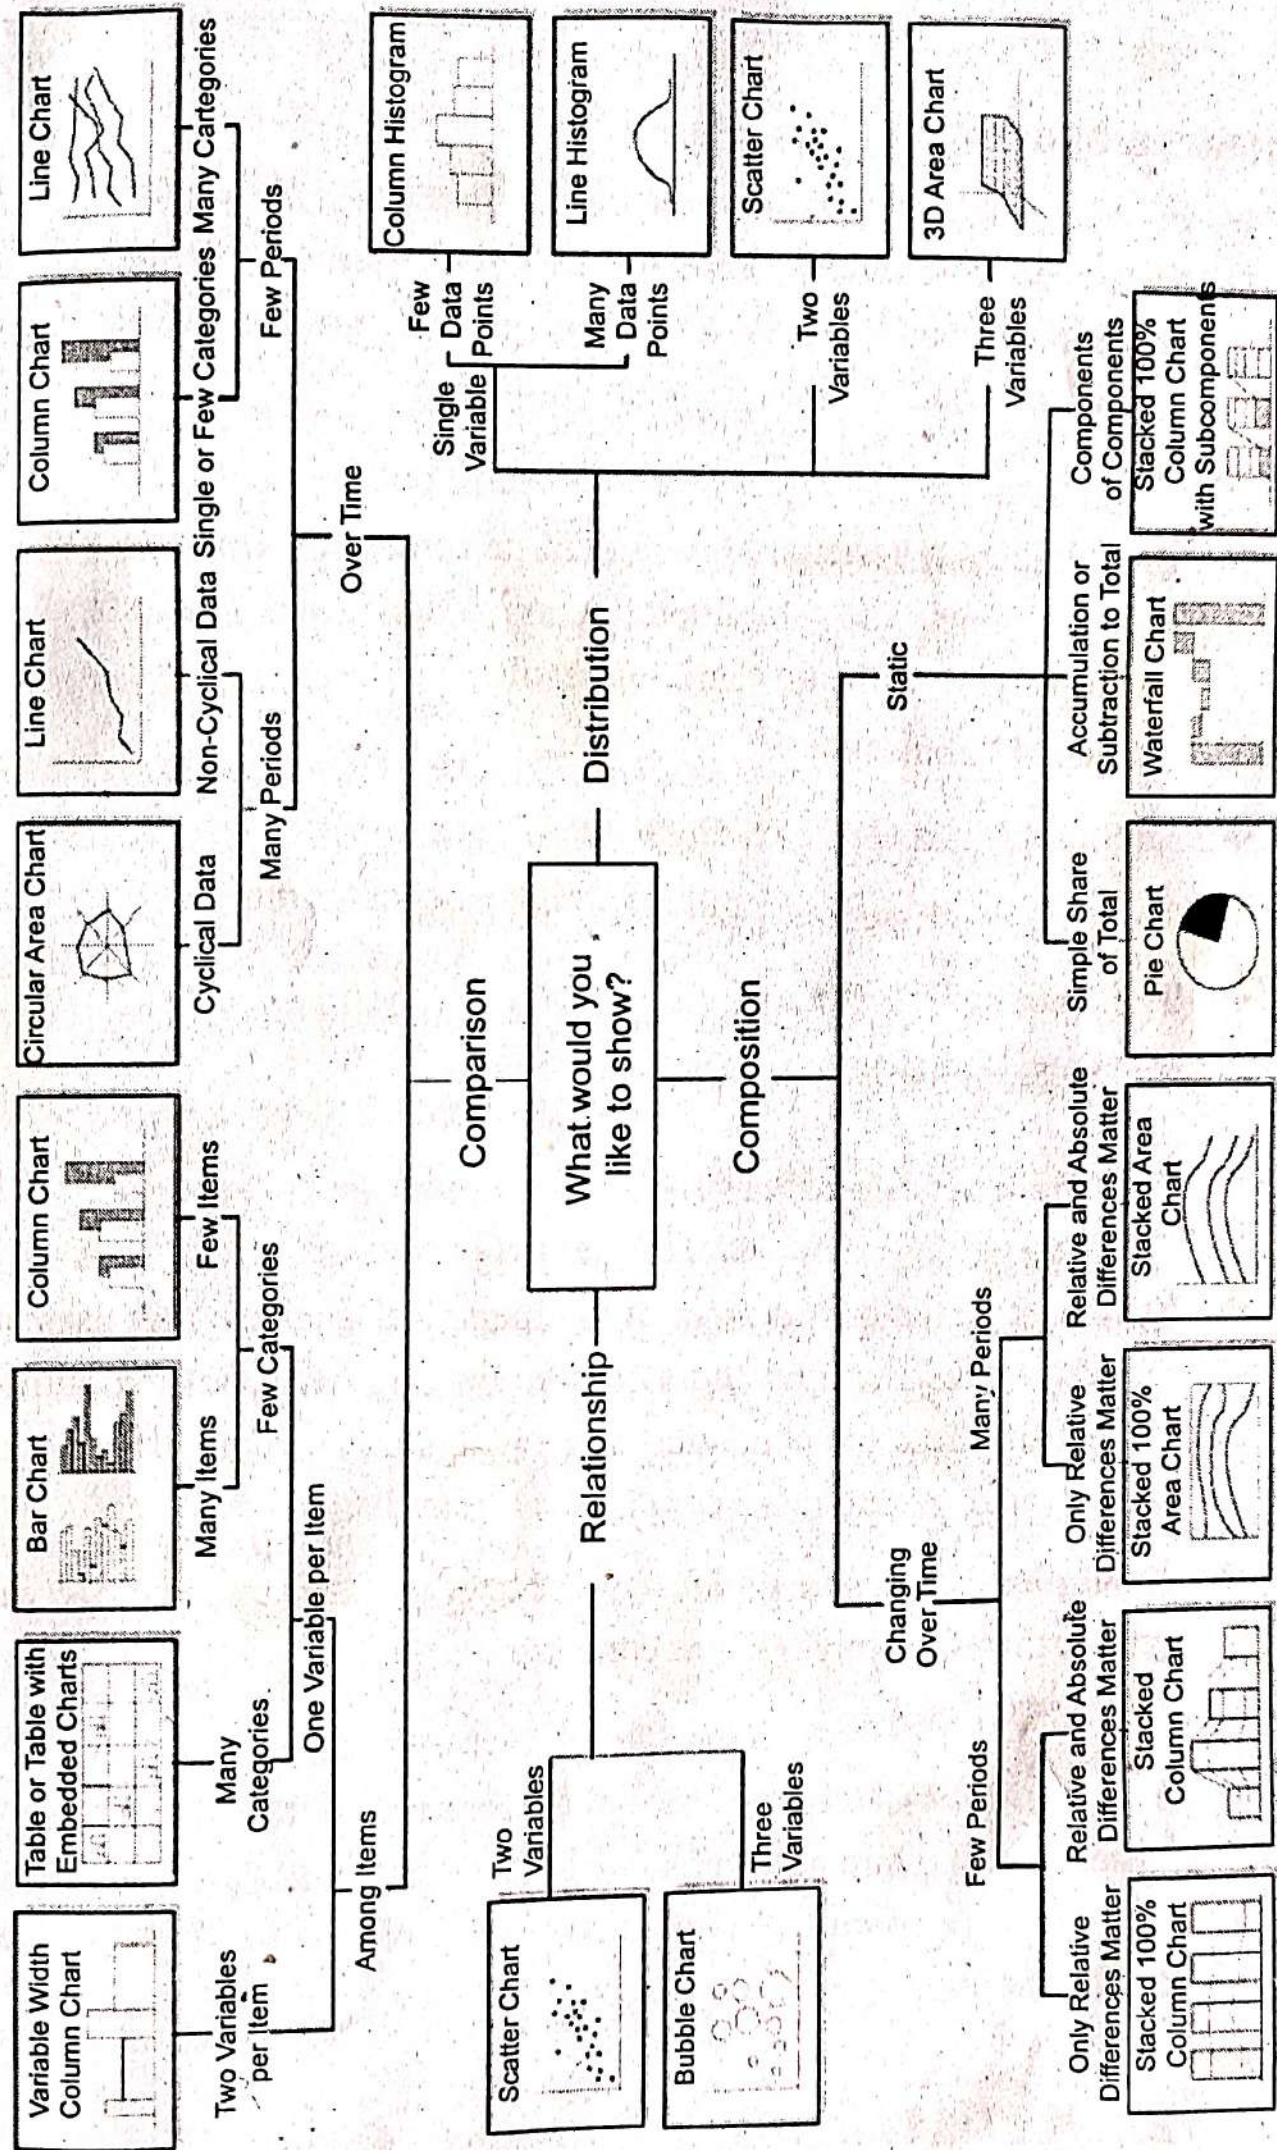 Variable Width
Column Chart
Table or Table with
Embedded Charts
Bar Chart
Column Chart
Circular Area Chart
Line Chart
Column Chart
Line Chart
Two Variables
per Item
Many
Categories
Many Items
Few Items
Cyclical Data
Non-Cyclical Data
Single or Few Categories
Many Cartegories
Few Categories
Many Periods
Few Periods
One Variable per Item
Among Items
Over Time
Comparison
What would you
like to show?
Relationship
Two
Variables
Scatter Chart
Three
Variables
Bubble Chart
Distribution
Single
Variable
Few
Data
Points
Column Histogram
Many
Data
Points
Line Histogram
Two
Variables
Scatter Chart
Three
Variables
3D Area Chart
Composition
Changing
Over Time
Static
Few Periods
Many Periods
Only Relative
Differences Matter
Relative and Absolute
Differences Matter
Only Relative
Differences Matter
Relative and Absolute
Differences Matter
Simple Share
of Total
Accumulation or
Subtraction to Total
Components
of Components
Stacked 100%
Column Chart
Stacked
Column Chart
Stacked 100%
Area Chart
Stacked Area
Chart
Pie Chart
Waterfall Chart
Stacked 100%
Column Chart
with Subcomponents